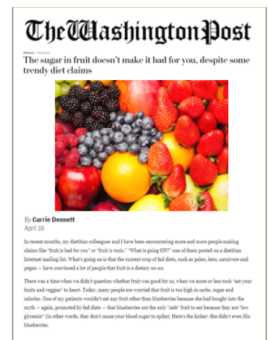 The Washington Post
The sugar in fruit doesn't make it bad for you, despite some
trendy diet claims
By Carrie Dennett
April 16
In recent months, my dietitian colleagues and I have been encountering more and more people making
claims like "fruit is bad for you" or "fruit is toxic." "What is going ON?" one of them posted on a dietitian
Internet mailing list. What's going on is that the current crop of fad diets, such as paleo, keto, carnivore and
pegan — have convinced a lot of people that fruit is a dietary no-no.
There was a time when we didn't question whether fruit was good for us, when we more or less took "eat your
fruits and veggies" to heart. Today, many people are worried that fruit is too high in carbs, sugar and
calories. One of my patients wouldn't eat any fruit other than blueberries because she had bought into the
myth — again, promoted by fad diets — that blueberries are the only "safe" fruit to eat because they are "low
glycemic" (in other words, they don't cause your blood sugar to spike). Here's the kicker: She didn't even like
blueberries.